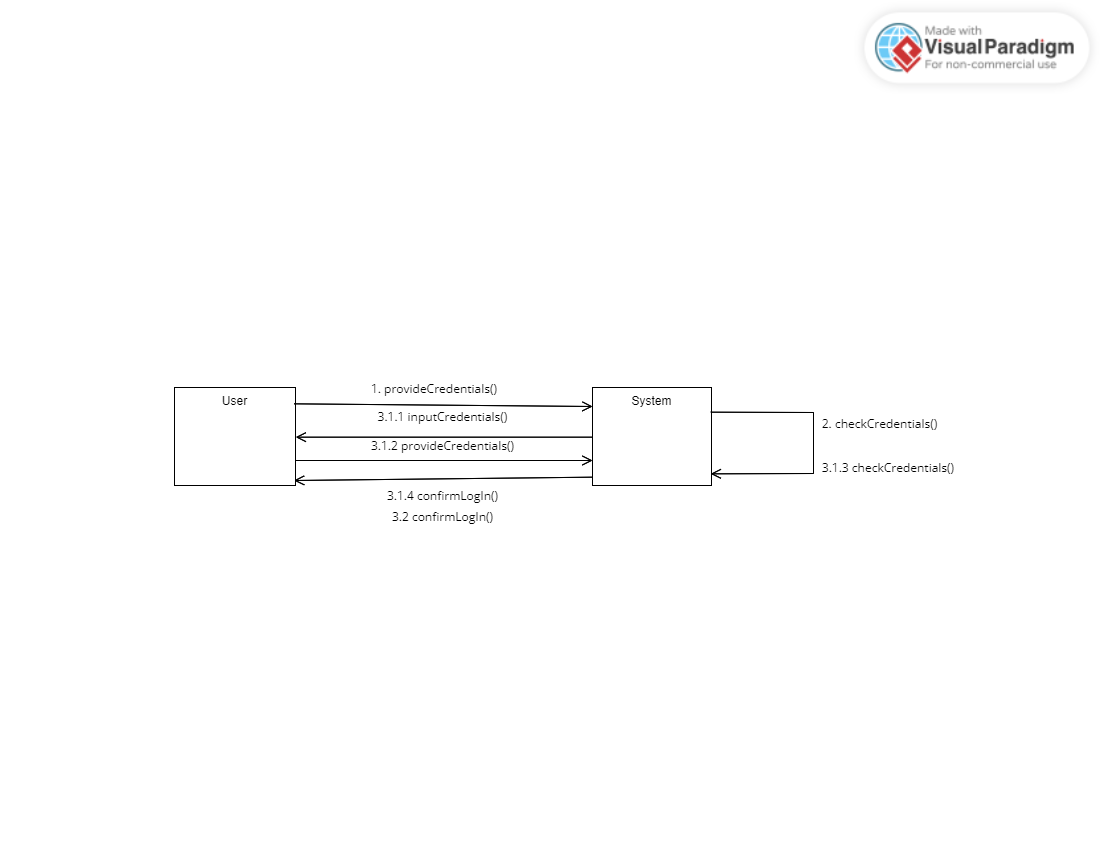 Made with
Visual Paradigm
For non-commercial use
User
1. provideCredentials()
System
3.1.1 inputCredentials()
2. checkCredentials()
3.1.2 provideCredentials()
3.1.3 checkCredentials()
3.1.4 confirmLogIn()
3.2 confirmLogIn()